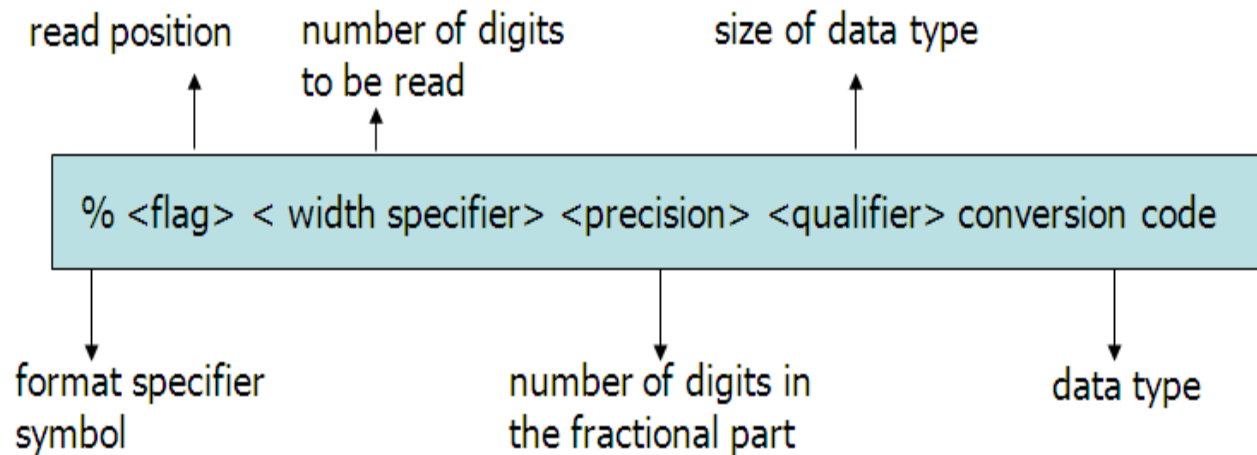 read position
number of digits
to be read
size of data type
% <flag> < width specifier> <precision> <qualifier> conversion code
format specifier
symbol
number of digits in
the fractional part
data type